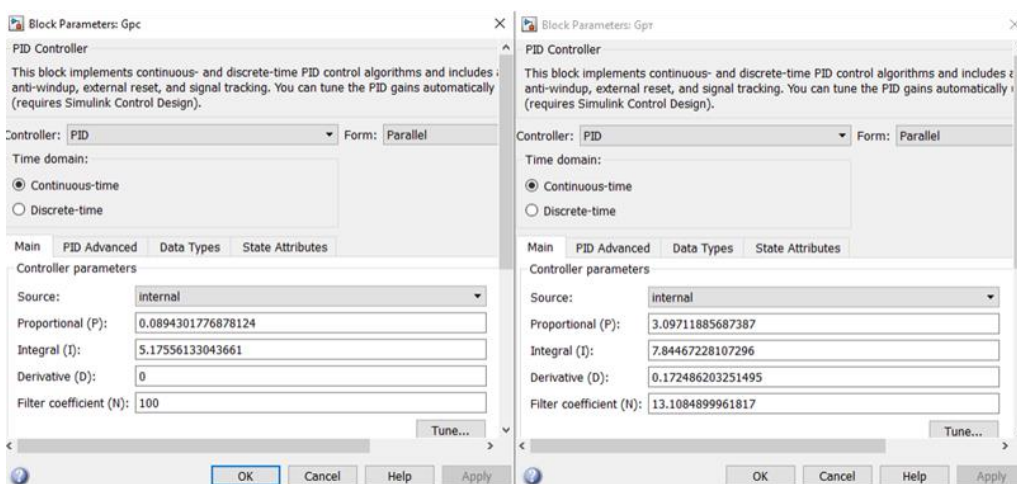 Block Parameters: Gpc
PID Controller
This block implements continuous- and discrete-time PID control algorithms and includes
anti-windup, external reset, and signal tracking. You can tune the PID gains automatically
(requires Simulink Control Design).
Controller: PID
Form: Parallel
Time domain:
Continuous-time
Discrete-time
Main PID Advanced Data Types State Attributes
Controller parameters
Source: internal
Proportional (P): 0.0894301776878124
Integral (I): 5.17556133043661
Derivative (D): 0
Filter coefficient (N): 100
Tune...
OK Cancel Help Apply
Block Parameters: Gрт
PID Controller
This block implements continuous- and discrete-time PID control algorithms and includes
anti-windup, external reset, and signal tracking. You can tune the PID gains automatically
(requires Simulink Control Design).
Controller: PID
Form: Parallel
Time domain:
Continuous-time
Discrete-time
Main PID Advanced Data Types State Attributes
Controller parameters
Source: internal
Proportional (P): 3.09711885687387
Integral (I): 7.84467228107296
Derivative (D): 0.172486203251495
Filter coefficient (N): 13.1084899961817
Tune...
OK Cancel Help Apply